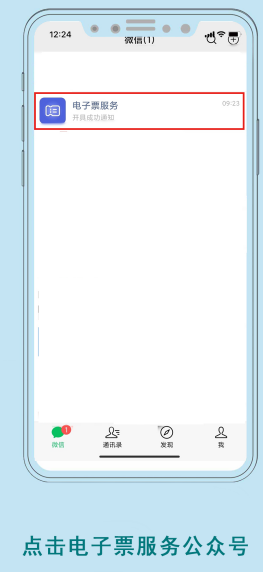 12:24
微信(1)
电子票服务
09-23
开具成功通知
1
微信
通讯录
发现
我
点击电子票服务公众号